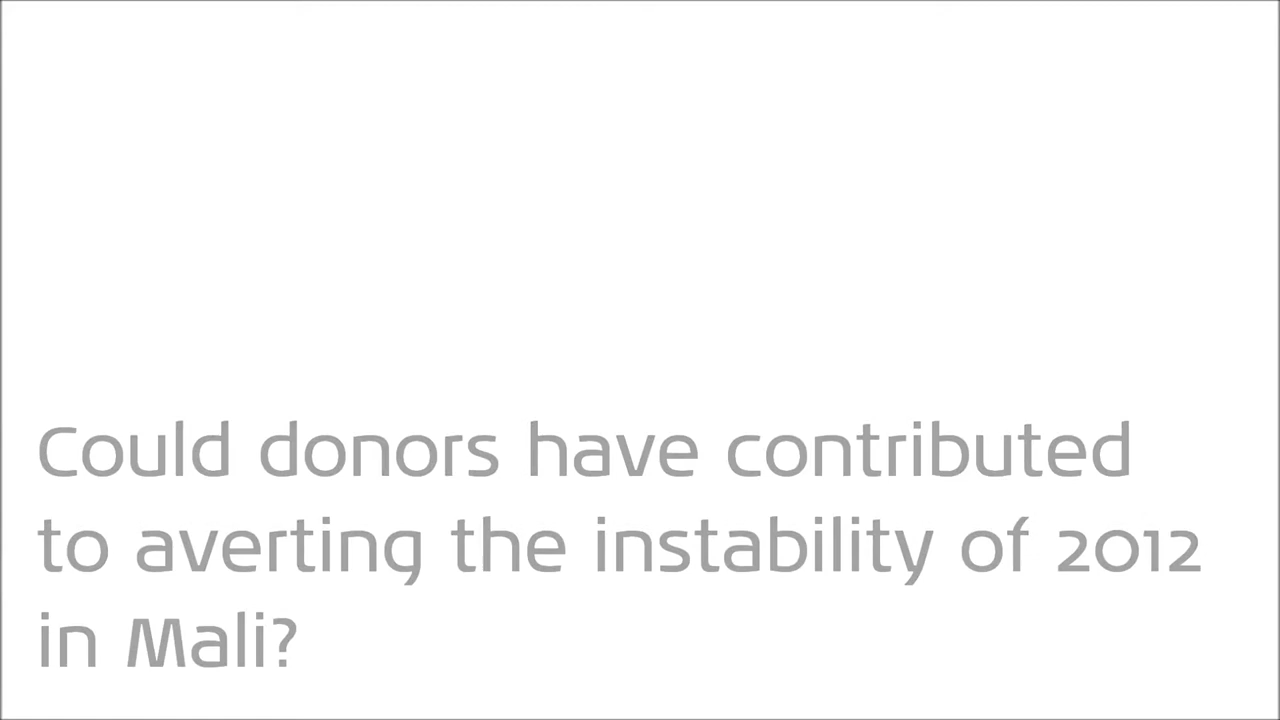 Could donors have contributed
to averting the instability of 2012
in Mali?